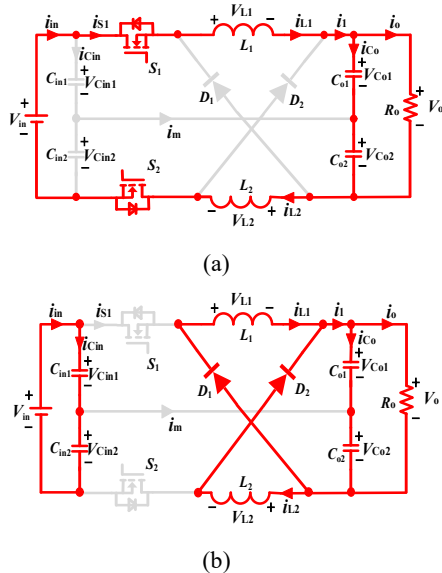 iin iS1 VL1 iL1 i1 io
+ −
iCin S1 L1 iCo
Cin1 + VCin1 − Co1 + VCo1 −
Vin + − D1 D2 Ro + Vo −
im
Cin2 + VCin2 − S2 Co2 + VCo2 −
L2
− VL2 + iL2
(a)
iin iS1 VL1 iL1 i1 io
+ −
iCin S1 L1 iCo
Cin1 + VCin1 − Co1 + VCo1 −
Vin + − D1 D2 Ro + Vo −
im
Cin2 + VCin2 − S2 Co2 + VCo2 −
L2
− VL2 + iL2
(b)